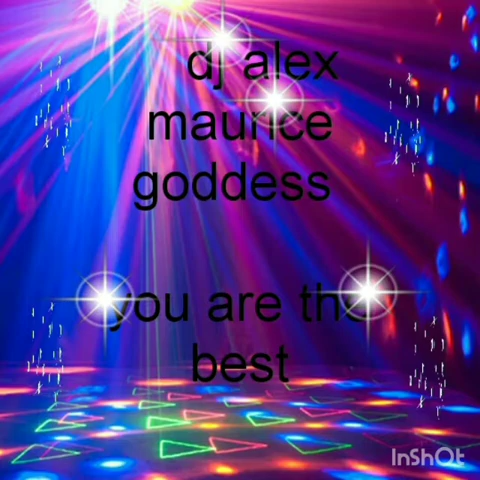 dj alex
maurice
goddess
you are the
best
InShOt